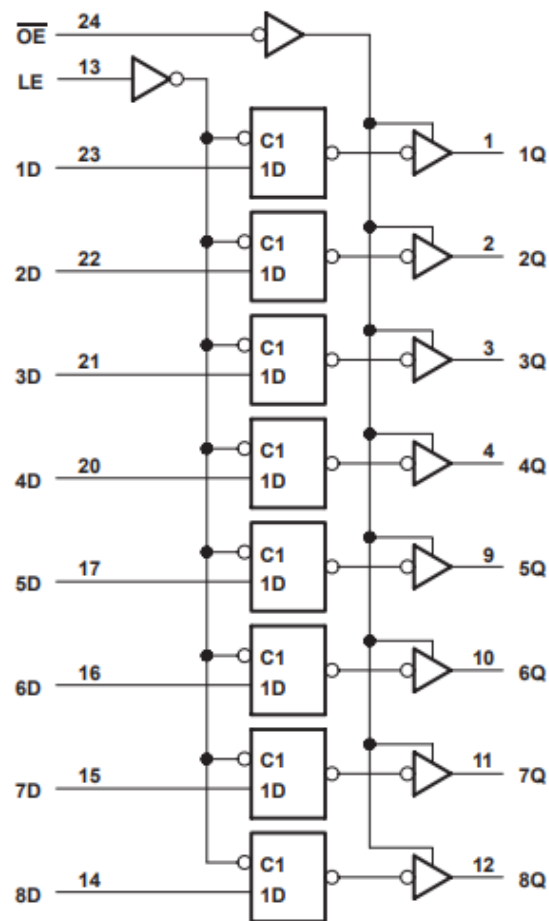 O̅E̅ 24
LE 13
C1 1
1D 23 1D 1Q
C1 2
2D 22 1D 2Q
C1 3
3D 21 1D 3Q
C1 4
4D 20 1D 4Q
C1 9
5D 17 1D 5Q
C1 10
6D 16 1D 6Q
C1 11
7D 15 1D 7Q
C1 12
8D 14 1D 8Q